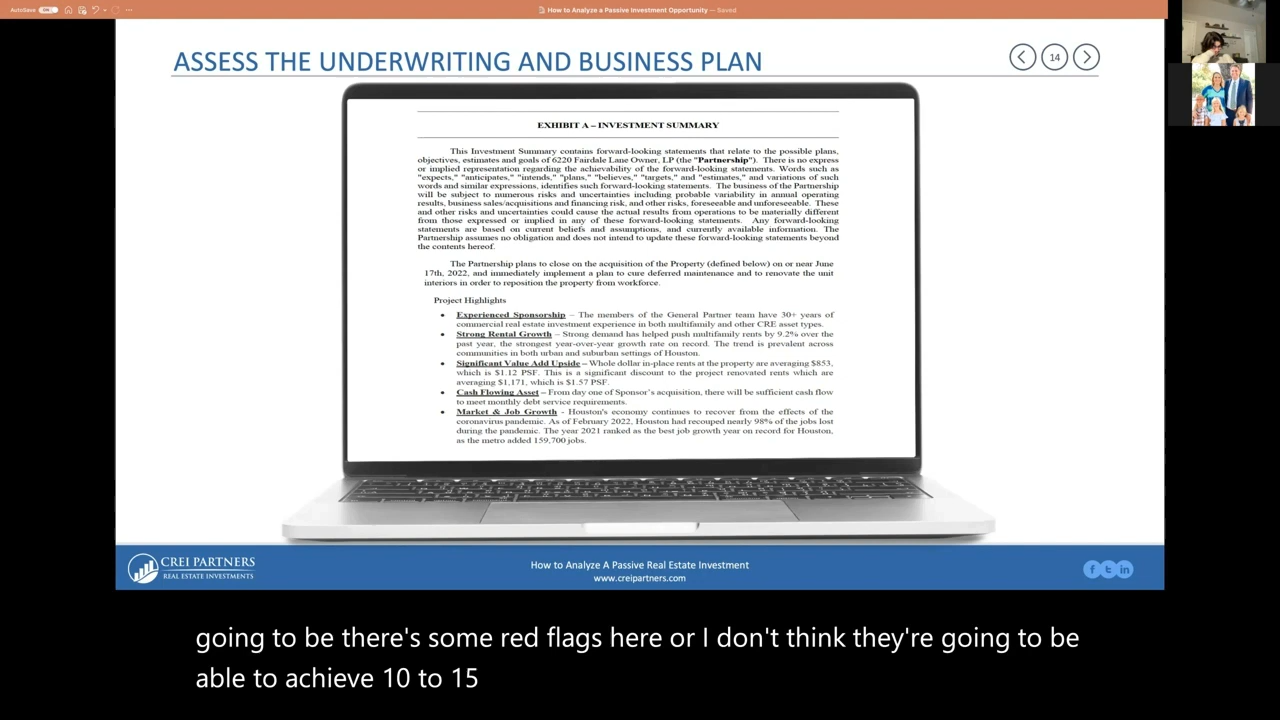 AutoSave ON
How to Analyze a Passive Investment Opportunity — Saved
ASSESS THE UNDERWRITING AND BUSINESS PLAN
14
EXHIBIT A – INVESTMENT SUMMARY
This Investment Summary contains forward-looking statements that relate to the possible plans,
objectives, estimates and goals of 6220 Fairdale Lane Owner, LP (the "Partnership"). There is no express
or implied representation regarding the achievability of the forward-looking statements. Words such as
"expects," "anticipates," "intends," "plans," "believes," "targets," and "estimates," and variations of such
words and similar expressions, identifies such forward-looking statements. The business of the Partnership
will be subject to numerous risks and uncertainties including probable variability in annual operating
results, business sales/acquisitions and financing risk, and other risks, foreseeable and unforeseeable. These
and other risks and uncertainties could cause the actual results from operations to be materially different
from those expressed or implied in any of these forward-looking statements. Any forward-looking
statements are based on current beliefs and assumptions, and currently available information. The
Partnership assumes no obligation and does not intend to update these forward-looking statements beyond
the contents hereof.
The Partnership plans to close on the acquisition of the Property (defined below) on or near June
17th, 2022, and immediately implement a plan to cure deferred maintenance and to renovate the unit
interiors in order to reposition the property from workforce.
Project Highlights
• Experienced Sponsorship – The members of the General Partner team have 30+ years of
commercial real estate investment experience in both multifamily and other CRE asset types.
• Strong Rental Growth – Strong demand has helped push multifamily rents by 9.2% over the
past year, the strongest year-over-year growth rate on record. The trend is prevalent across
communities in both urban and suburban settings of Houston.
• Significant Value Add Upside – Whole dollar in-place rents at the property are averaging $853,
which is $1.12 PSF. This is a significant discount to the project renovated rents which are
averaging $1,171, which is $1.57 PSF.
• Cash Flowing Asset – From day one of Sponsor's acquisition, there will be sufficient cash flow
to meet monthly debt service requirements.
• Market & Job Growth - Houston's economy continues to recover from the effects of the
coronavirus pandemic. As of February 2022, Houston had recouped nearly 98% of the jobs lost
during the pandemic. The year 2021 ranked as the best job growth year on record for Houston,
as the metro added 159,700 jobs.
CREI PARTNERS
REAL ESTATE INVESTMENTS
How to Analyze A Passive Real Estate Investment
www.creipartners.com
going to be there's some red flags here or I don't think they're going to be
able to achieve 10 to 15